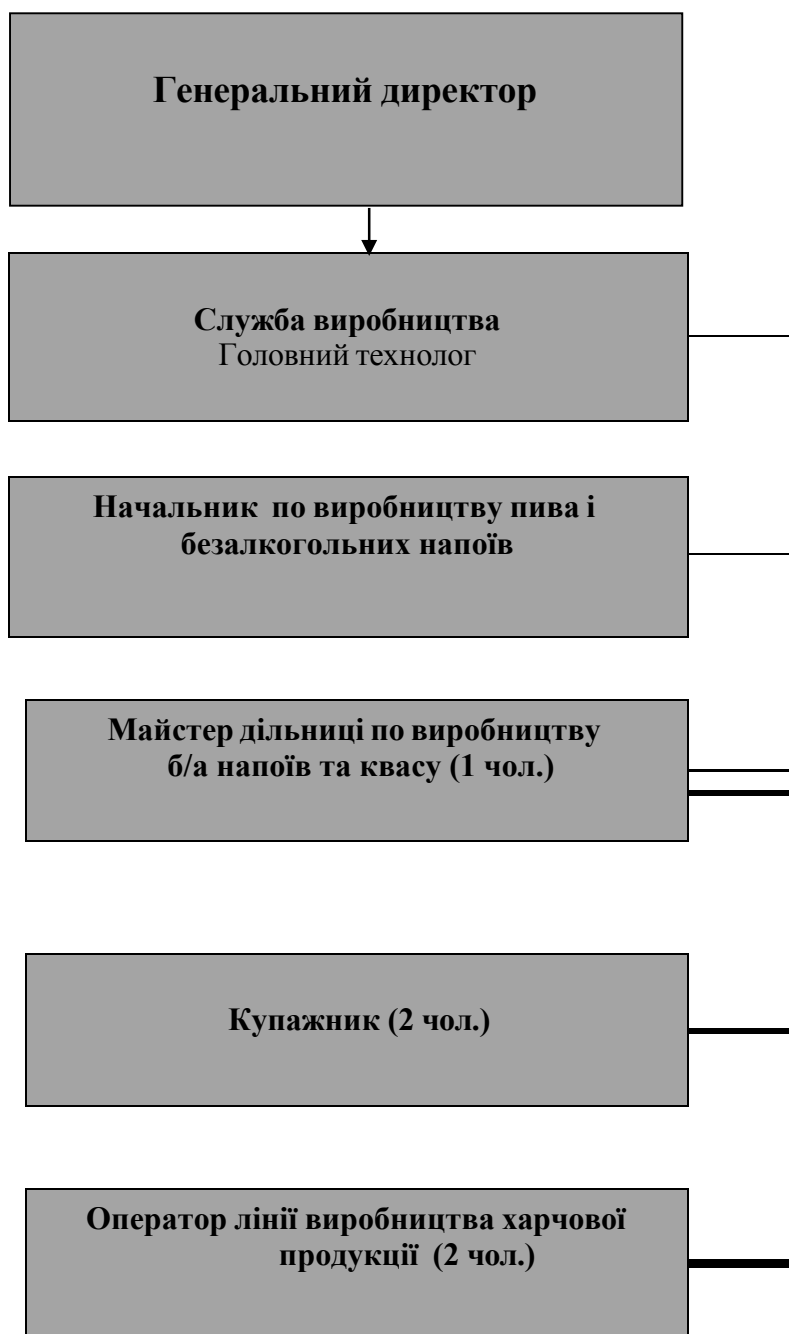 Генеральний директор
Служба виробництва
Головний технолог
Начальник по виробництву пива і
безалкогольних напоїв
Майстер дільниці по виробництву
б/а напоїв та квасу (1 чол.)
Купажник (2 чол.)
Оператор лінії виробництва харчової
продукції (2 чол.)